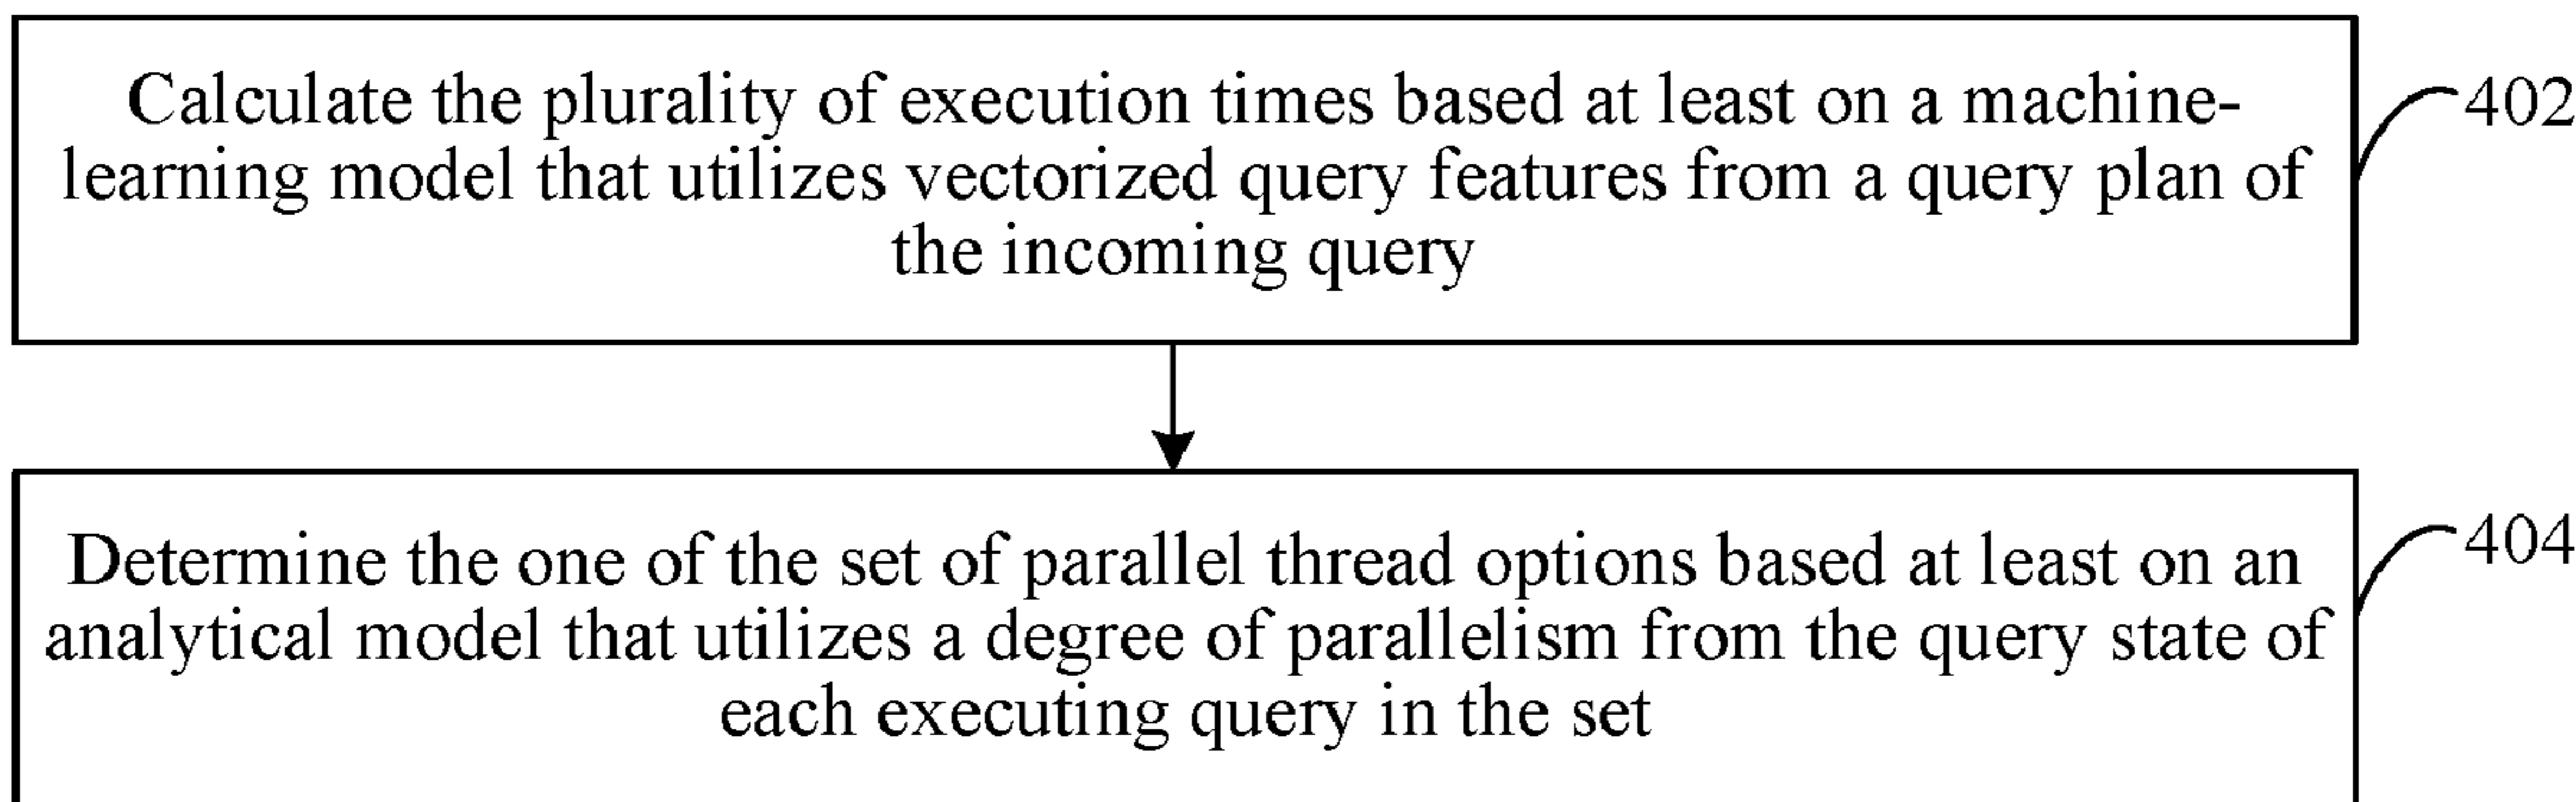 Calculate the plurality of execution times based at least on a machine-
learning model that utilizes vectorized query features from a query plan of
the incoming query
402
Determine the one of the set of parallel thread options based at least on an
analytical model that utilizes a degree of parallelism from the query state of
each executing query in the set
404